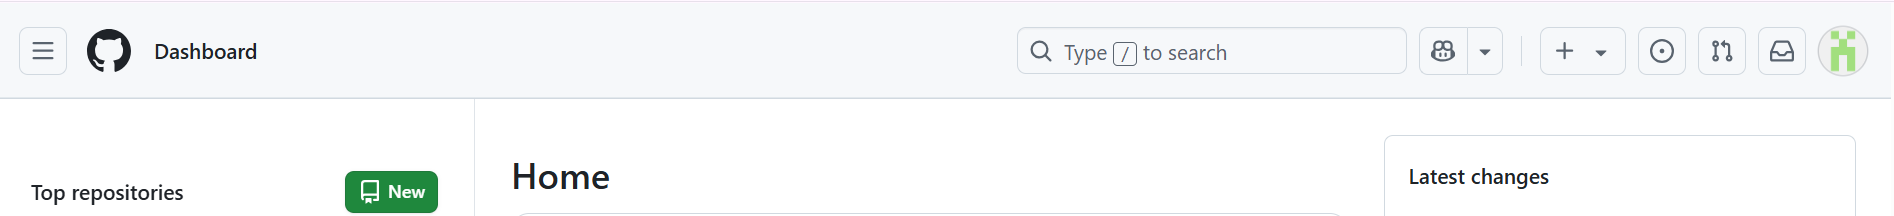 Dashboard
Type / to search
Top repositories
New
Home
Latest changes